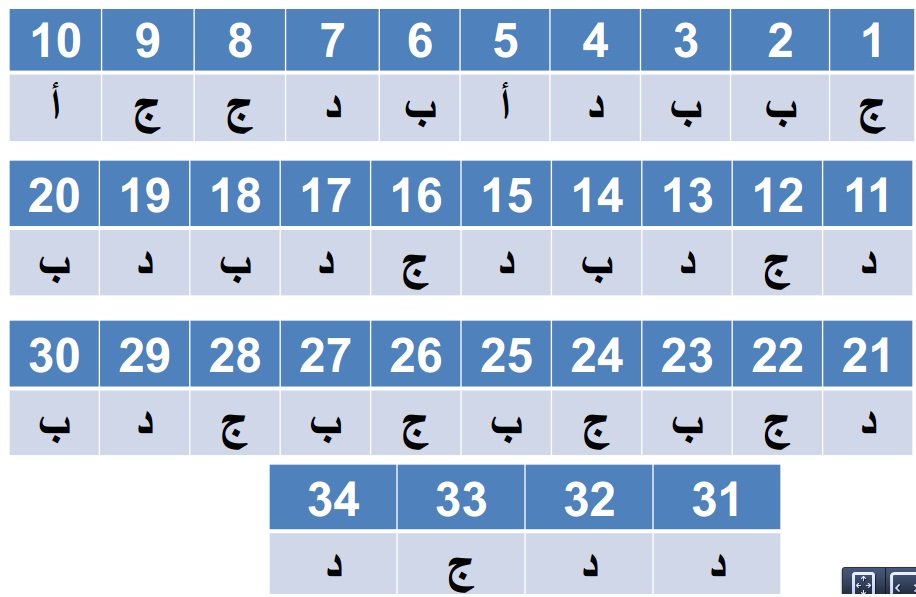 1 2 3 4 5 6 7 8 9 10
ج ب ب د أ ب د ج ج أ
11 12 13 14 15 16 17 18 19 20
د ج د ب د ج د ب د ب
21 22 23 24 25 26 27 28 29 30
د ج ب ج ب ج ب ج د ب
31 32 33 34
د د ج د